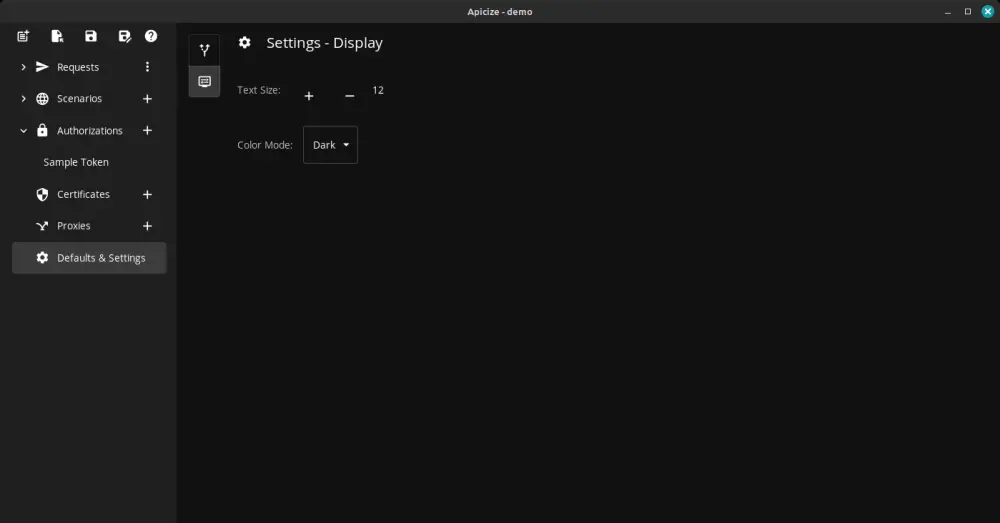 Apicize - demo
Requests
Scenarios
Authorizations
Sample Token
Certificates
Proxies
Defaults & Settings
Settings - Display
Text Size:
12
Color Mode:
Dark